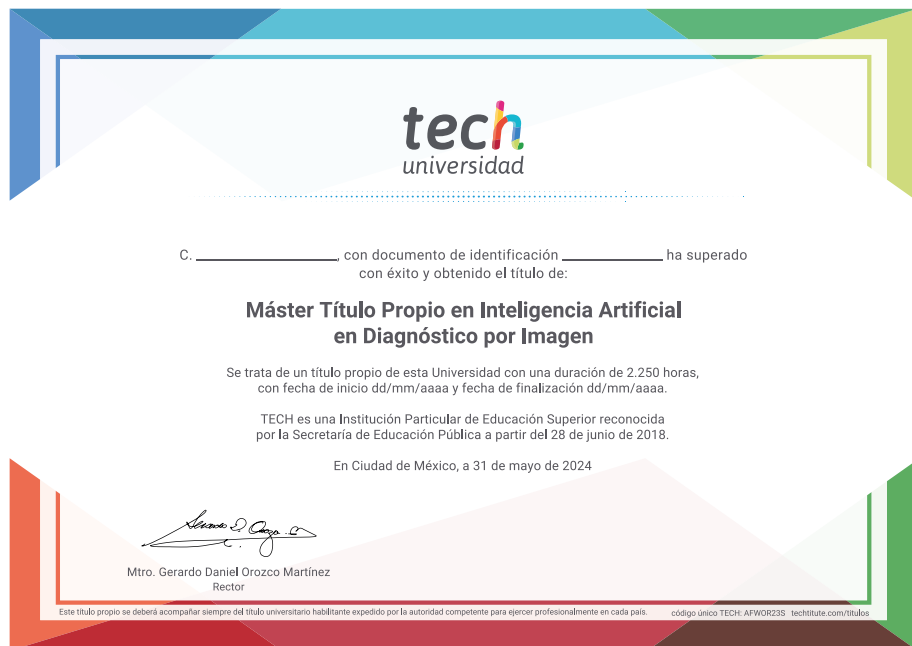 tech
universidad
C. ____________, con documento de identificación ____________ ha superado
con éxito y obtenido el título de:
Máster Título Propio en Inteligencia Artificial
en Diagnóstico por Imagen
Se trata de un título propio de esta Universidad con una duración de 2.250 horas,
con fecha de inicio dd/mm/aaaa y fecha de finalización dd/mm/aaaa.
TECH es una Institución Particular de Educación Superior reconocida
por la Secretaría de Educación Pública a partir del 28 de junio de 2018.
En Ciudad de México, a 31 de mayo de 2024
Mtro. Gerardo Daniel Orozco Martínez
Rector
Este título propio se deberá acompañar siempre del título universitario habilitante expedido por la autoridad competente para ejercer profesionalmente en cada país. código único TECH: AFWOR23S techtitute.com/titulos